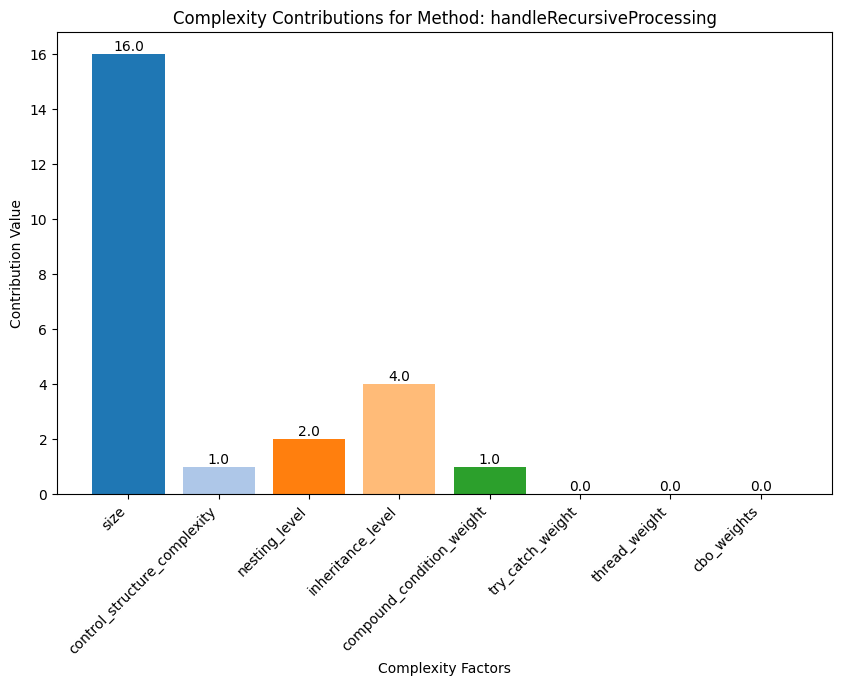 Complexity Contributions for Method: handleRecursiveProcessing
Contribution Value
16
14
12
10
8
6
4
2
0
16.0
1.0
2.0
4.0
1.0
0.0
0.0
0.0
size
control_structure_complexity
nesting_level
inheritance_level
compound_condition_weight
try_catch_weight
thread_weight
cbo_weights
Complexity Factors